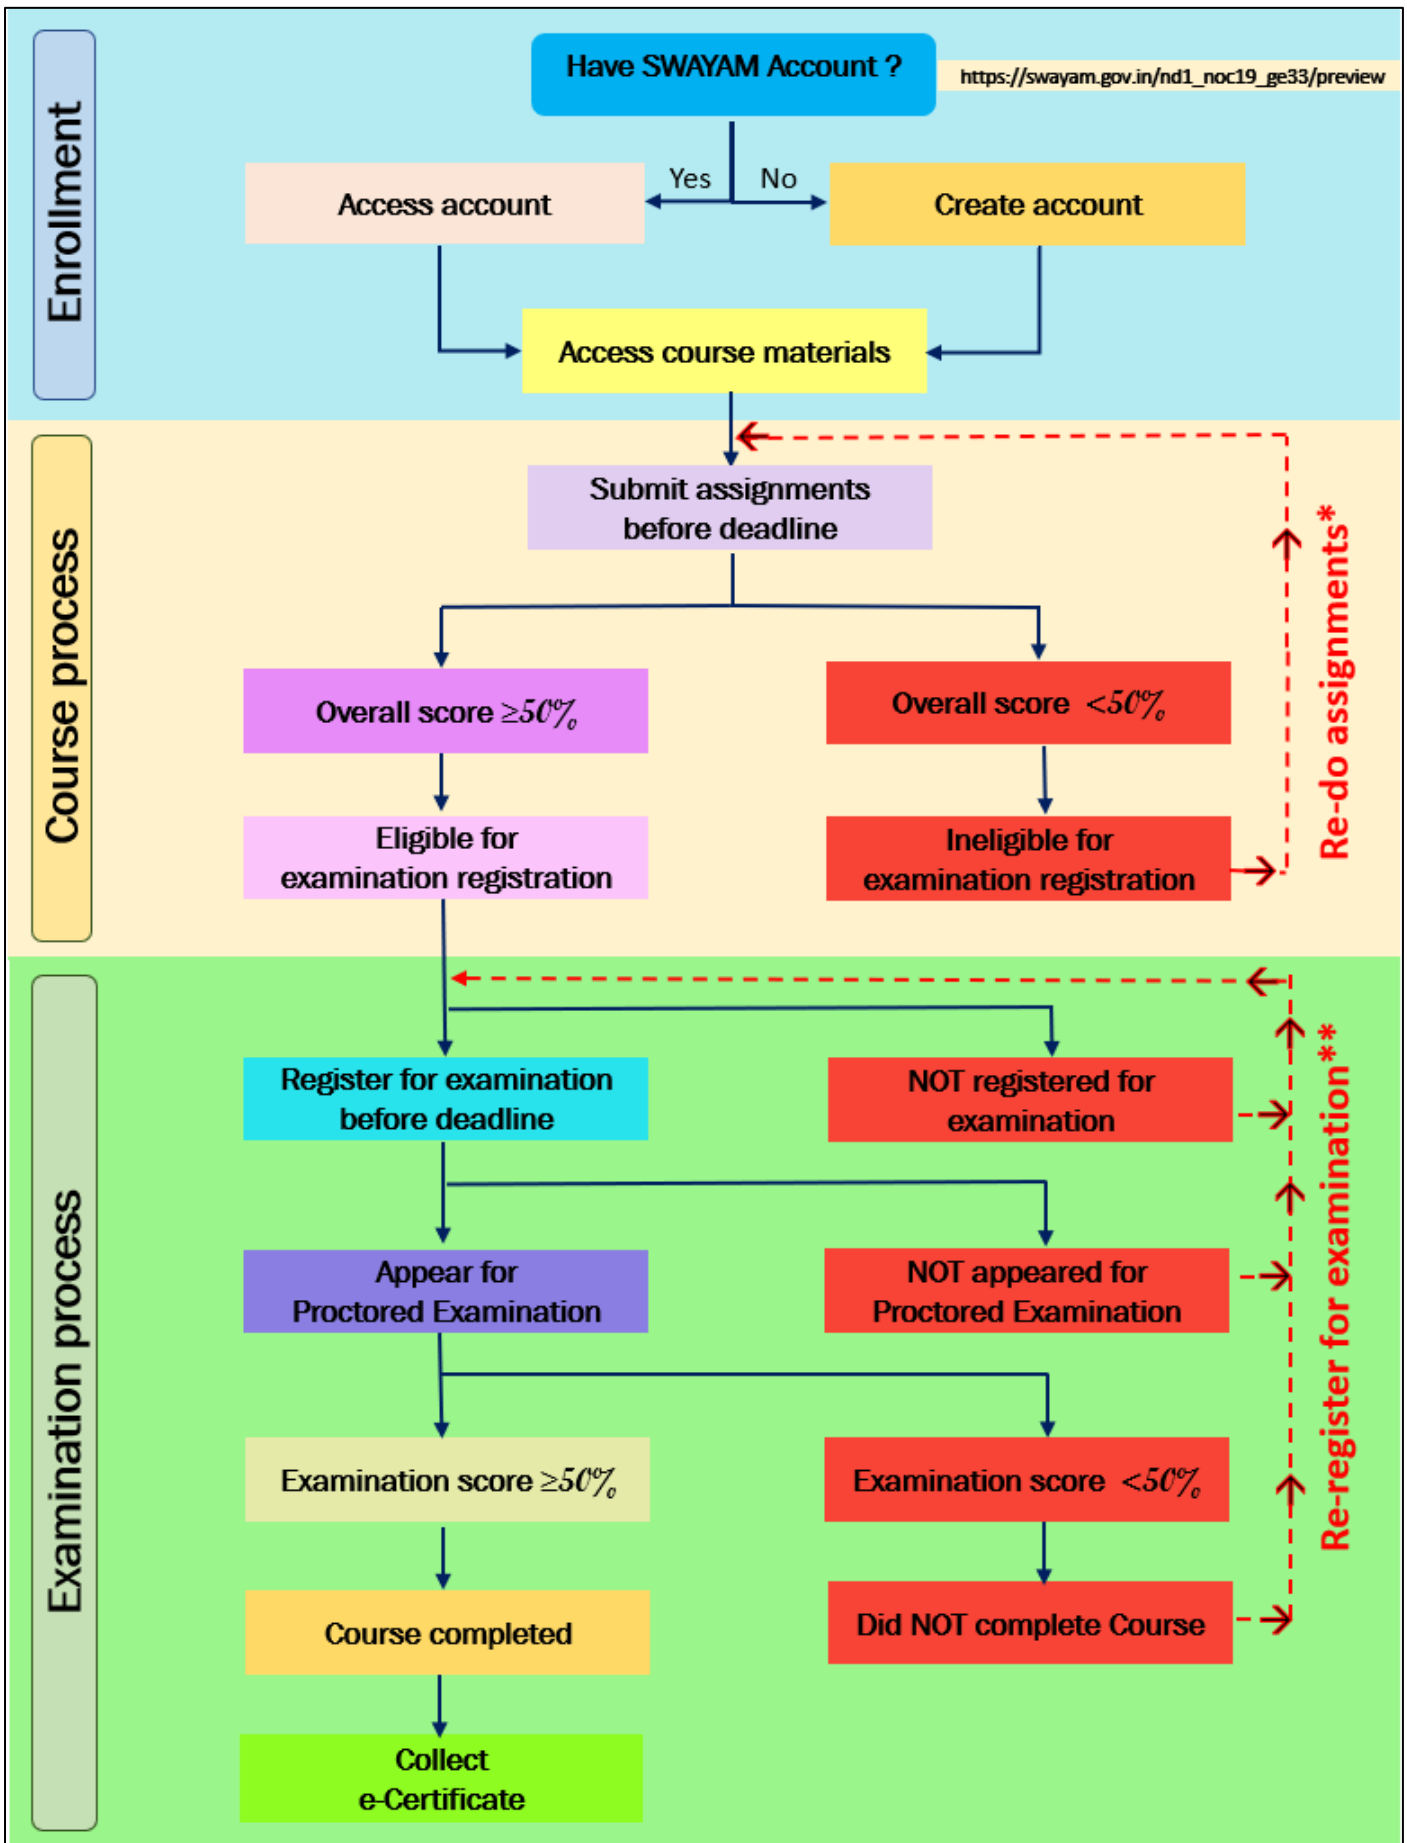 Have SWAYAM Account ?
https://swayam.gov.in/nd1_noc19_ge33/preview
Enrollment
Yes
No
Access account
Create account
Access course materials
Course process
Submit assignments
before deadline
Overall score ≥50%
Overall score <50%
Eligible for
examination registration
Ineligible for
examination registration
Re-do assignments*
Examination process
Register for examination
before deadline
NOT registered for
examination
Appear for
Proctored Examination
NOT appeared for
Proctored Examination
Examination score ≥50%
Examination score <50%
Course completed
Did NOT complete Course
Re-register for examination**
Collect
e-Certificate